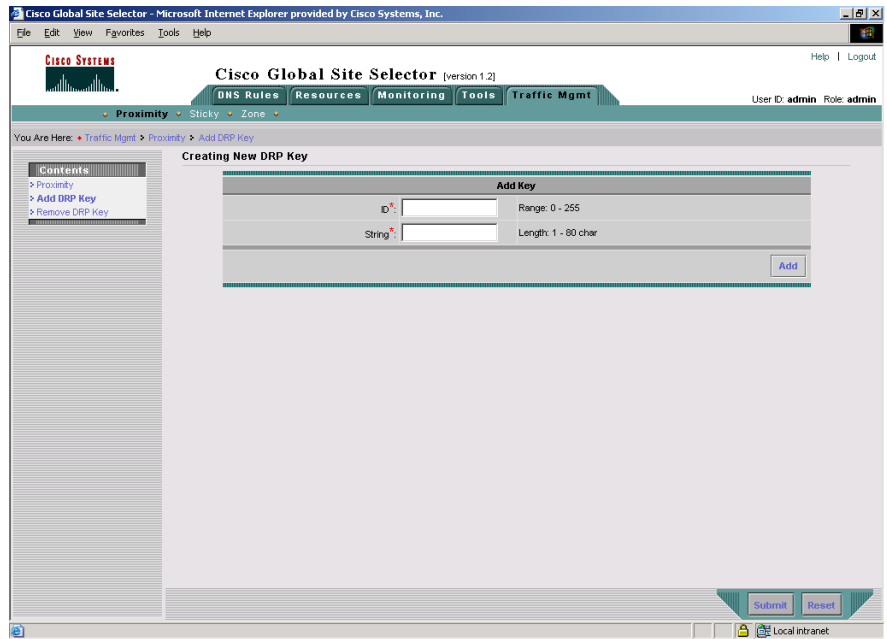 Cisco Global Site Selector - Microsoft Internet Explorer provided by Cisco Systems, Inc.
File Edit View Favorites Tools Help
CISCO SYSTEMS
Cisco Global Site Selector [version 1.2]
Help | Logout
DNS Rules Resources Monitoring Tools Traffic Mgmt
User ID: admin Role: admin
Proximity Sticky Zone
You Are Here: Traffic Mgmt Proximity Add DRP Key
Creating New DRP Key
Contents
Proximity
Add DRP Key
Remove DRP Key
Add Key
ID*: Range: 0 - 255
String*: Length: 1 - 80 char
Add
Submit Reset
Local intranet